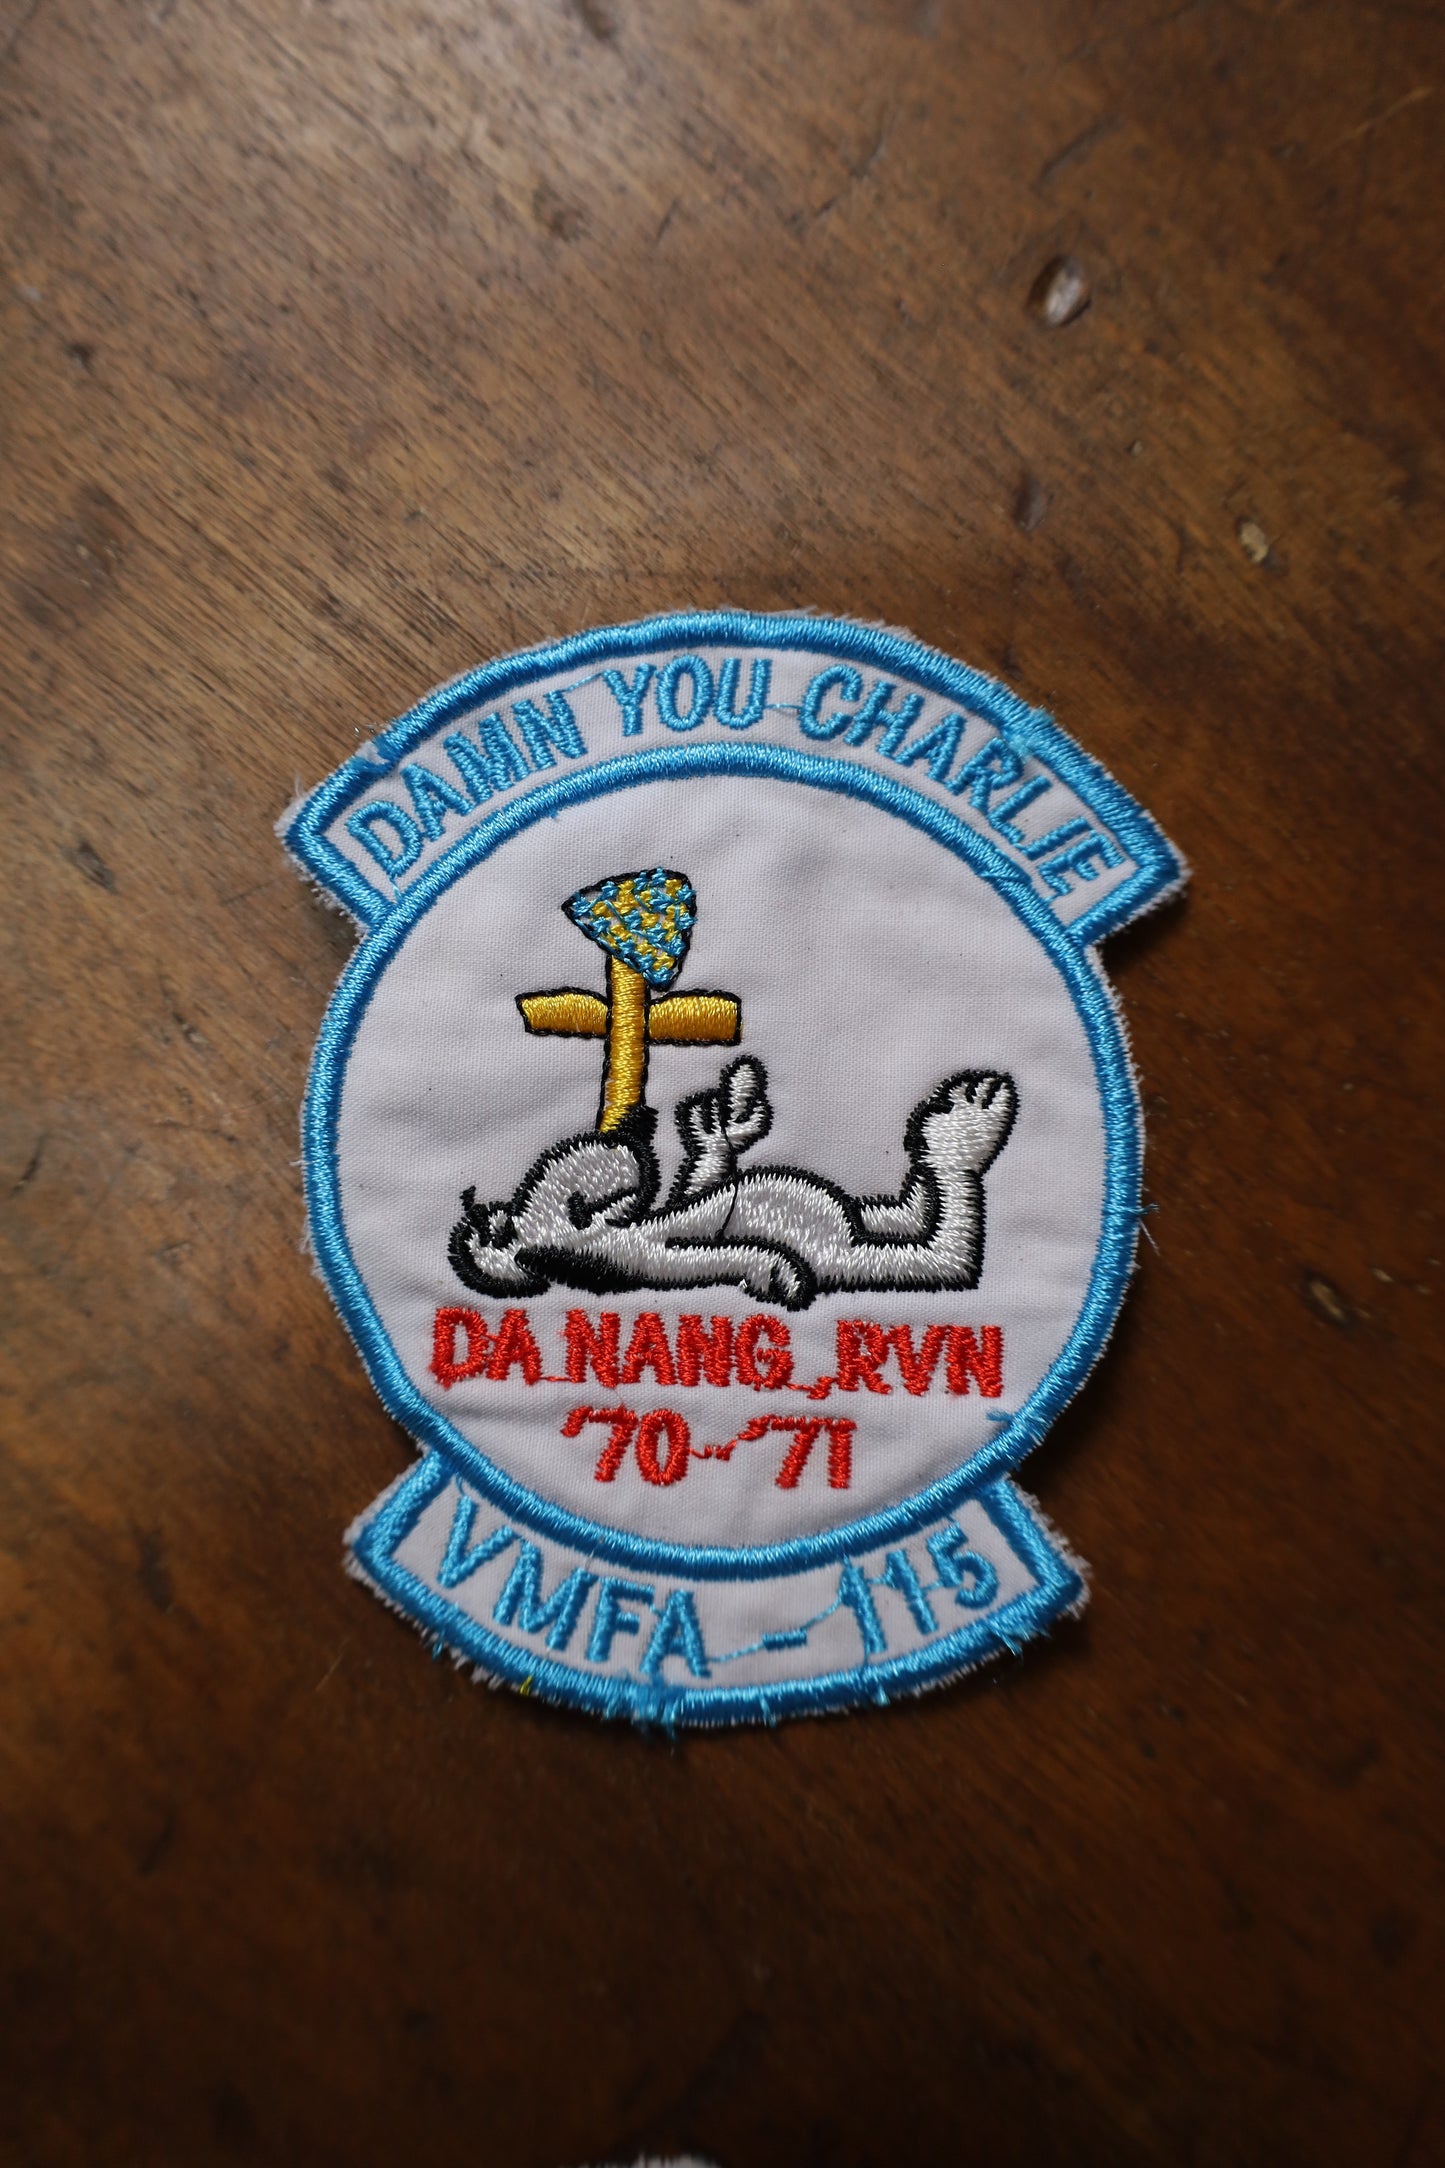 DAMN YOU CHARLIE
DA NANG, RVN
'70-'71
VMFA-115